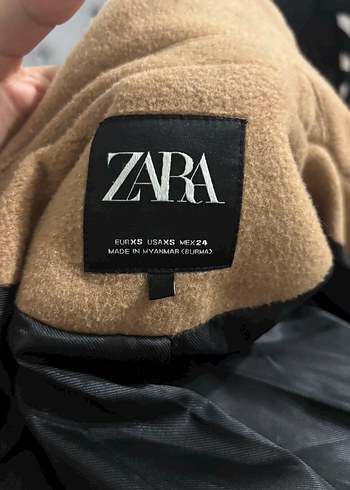 ZARA
EUR XS USA XS MEX 24
MADE IN MYANMAR (BURMA)